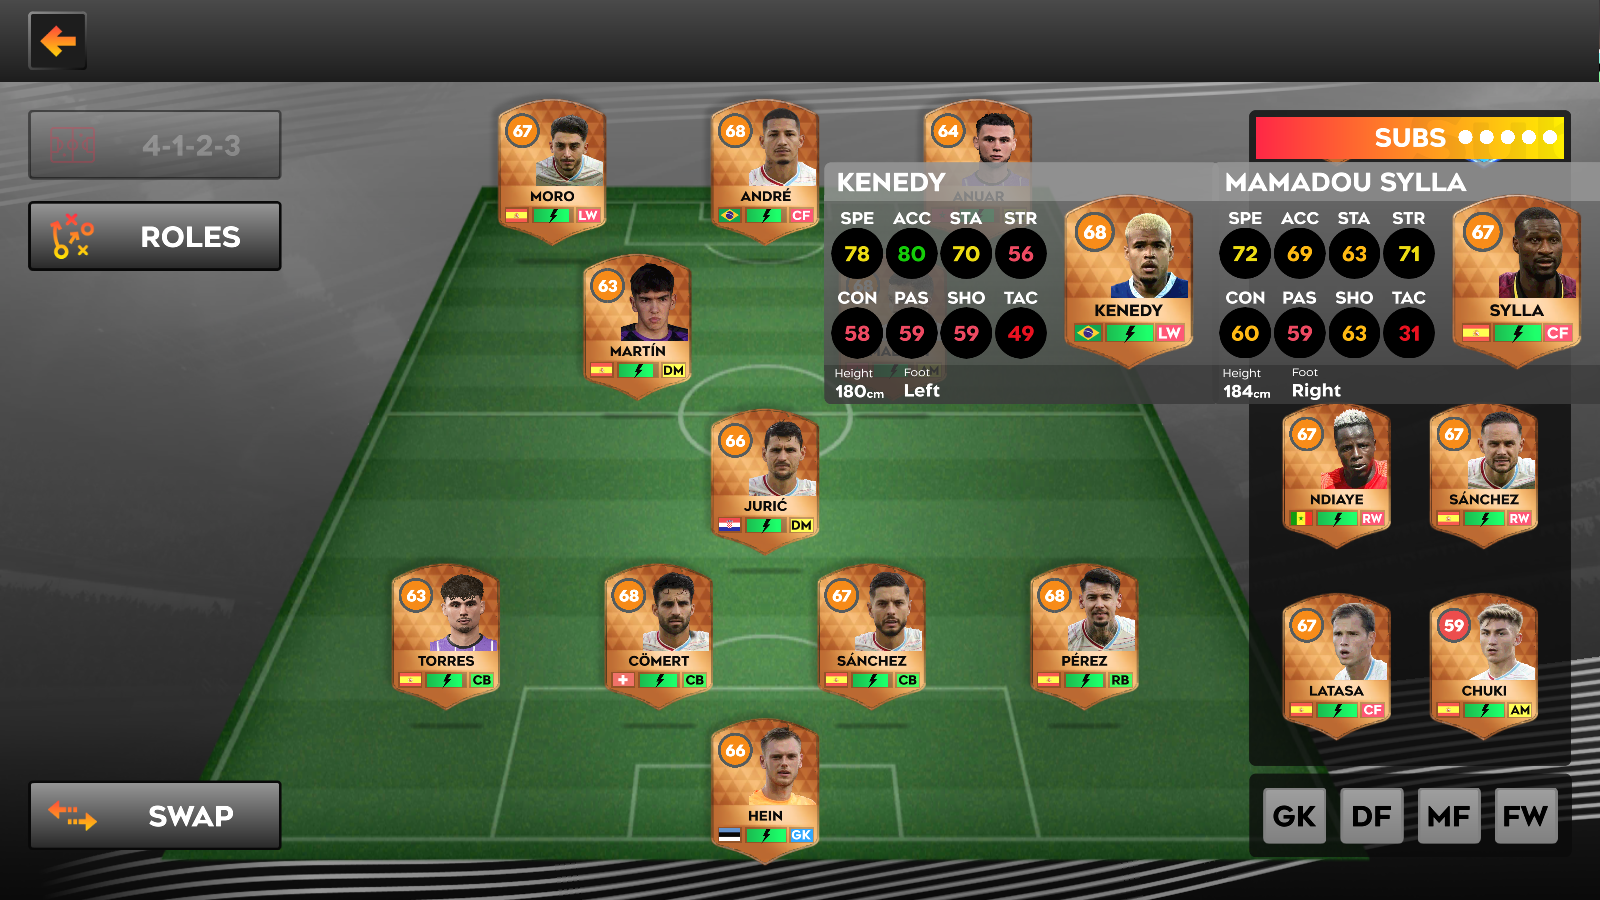 4-1-2-3
ROLES
SWAP
67
MORO
LW
68
ANDRÉ
CF
64
ANUAR
63
MARTÍN
DM
66
JURIĆ
DM
63
TORRES
CB
68
CÖMERT
CB
67
SÁNCHEZ
CB
68
PÉREZ
RB
66
HEIN
GK
SUBS
KENEDY
SPE ACC STA STR
78 80 70 56
CON PAS SHO TAC
58 59 59 49
Height Foot
180cm Left
68
KENEDY
LW
MAMADOU SYLLA
SPE ACC STA STR
72 69 63 71
CON PAS SHO TAC
60 59 63 31
Height Foot
184cm Right
67
SYLLA
CF
67
NDIAYE
RW
67
SÁNCHEZ
RW
67
LATASA
CF
59
CHUKI
AM
GK DF MF FW